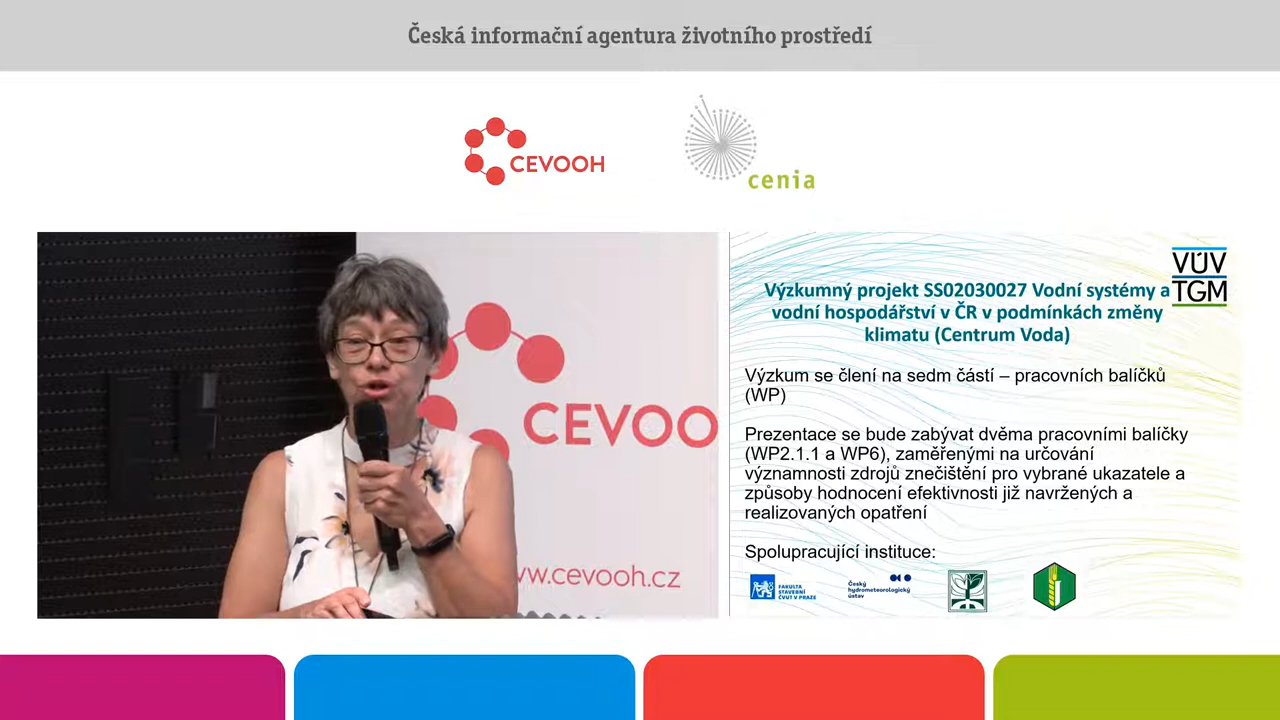 Česká informační agentura životního prostředí
CEVOOH
cenia
CEVOO
ww.cevooh.cz
VÚV
TGM
Výzkumný projekt SS02030027 Vodní systémy a
vodní hospodářství v ČR v podmínkách změny
klimatu (Centrum Voda)
Výzkum se člení na sedm částí – pracovních balíčků
(WP)
Prezentace se bude zabývat dvěma pracovními balíčky
(WP2.1.1 a WP6), zaměřenými na určování
významnosti zdrojů znečištění pro vybrané ukazatele a
způsoby hodnocení efektivnosti již navržených a
realizovaných opatření
Spolupracující instituce:
FAKULTA
STAVEBNÍ
ČVUT V PRAZE
Český
hydrometeorologický
ústav